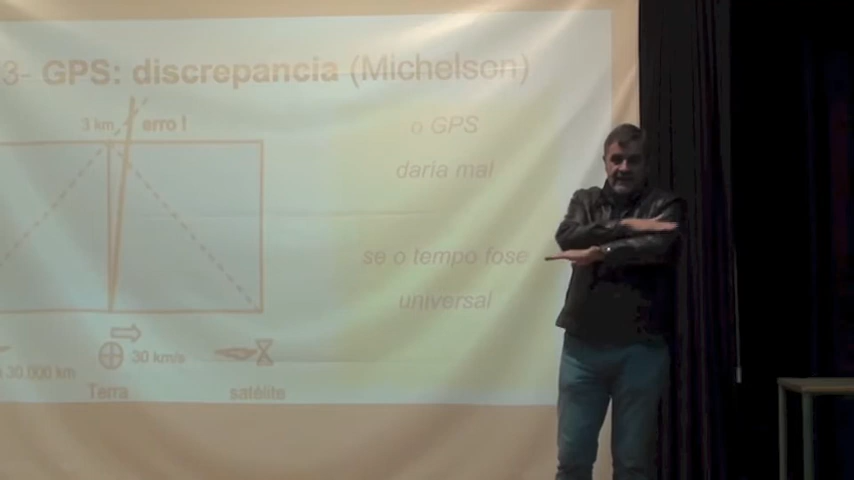 3- GPS: discrepancia (Michelson)
3 km erro !
o GPS
daria mal
se o tempo fose
universal
30 km/s
30.000 km
Terra
satélite